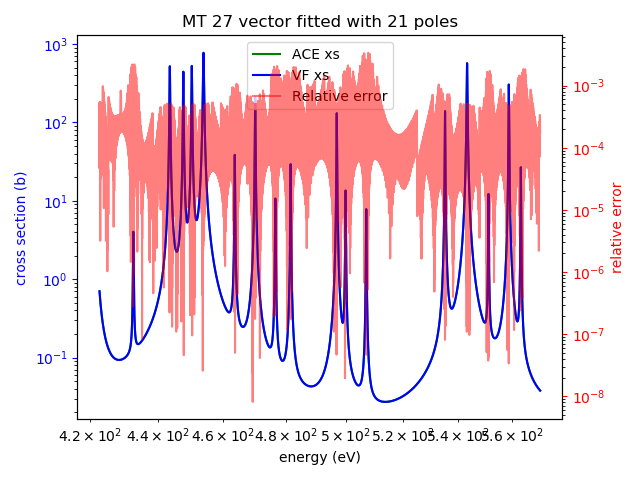 MT 27 vector fitted with 21 poles
ACE xs
VF xs
Relative error
cross section (b)
10³
10²
10¹
10⁰
10⁻¹
relative error
10⁻³
10⁻⁴
10⁻⁵
10⁻⁶
10⁻⁷
10⁻⁸
4.2 × 10² 4.4 × 10² 4.6 × 10² 4.8 × 10² 5 × 10² 5.2 × 10² 5.4 × 10² 5.6 × 10²
energy (eV)